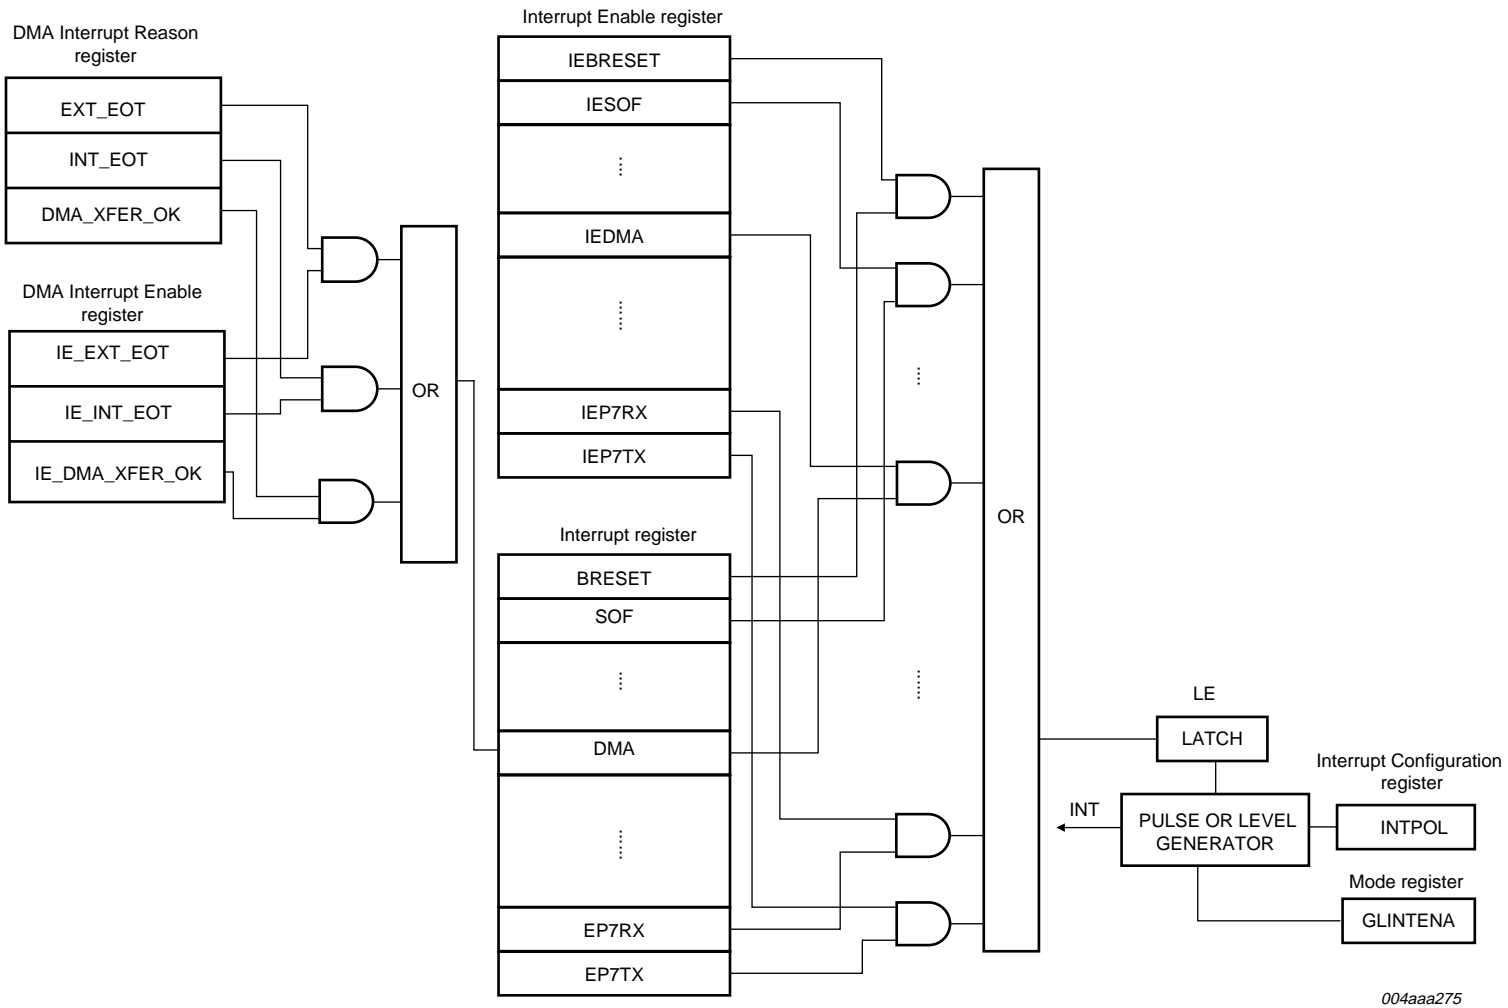 DMA Interrupt Reason
register
EXT_EOT
INT_EOT
DMA_XFER_OK
DMA Interrupt Enable
register
IE_EXT_EOT
IE_INT_EOT
IE_DMA_XFER_OK
OR
Interrupt Enable register
IEBRESET
IESOF
IEDMA
IEP7RX
IEP7TX
Interrupt register
BRESET
SOF
DMA
EP7RX
EP7TX
OR
LE
LATCH
INT
PULSE OR LEVEL
GENERATOR
Interrupt Configuration
register
INTPOL
Mode register
GLINTENA
004aaa275